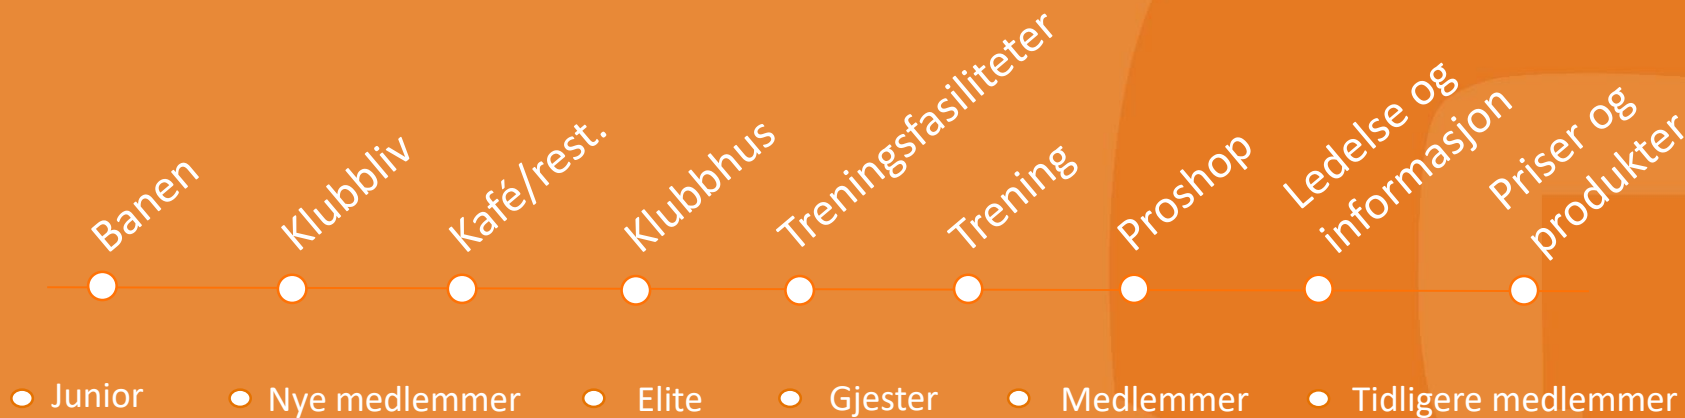 Banen
Klubbliv
Kafé/rest.
Klubbhus
Treningsfasiliteter
Trening
Proshop
Ledelse og
informasjon
Priser og
produkter
Junior
Nye medlemmer
Elite
Gjester
Medlemmer
Tidligere medlemmer